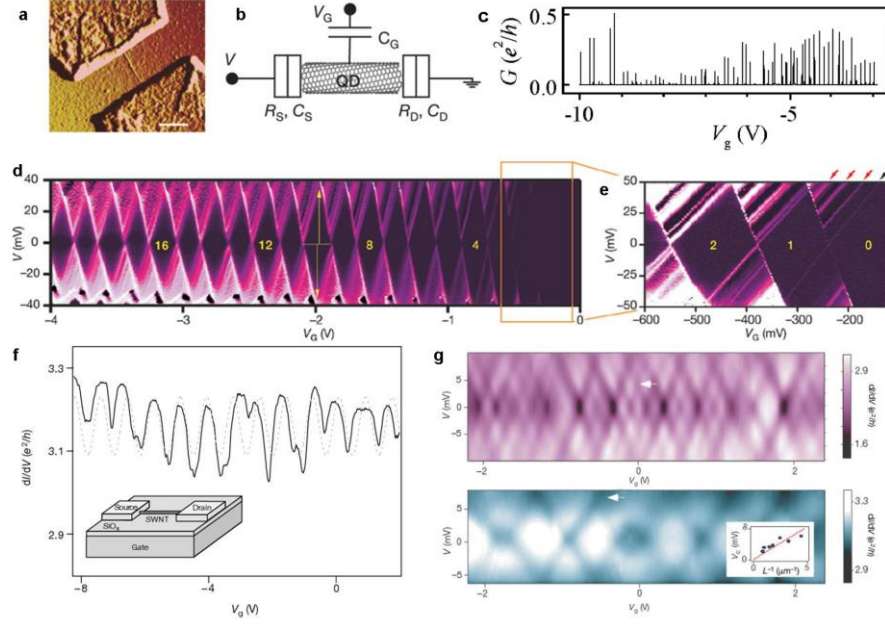 a
b
V_G
C_G
V
QD
R_S, C_S
R_D, C_D
c
G (e²/h)
0.5
0.0
-10
-5
V_g (V)
d
V (mV)
40
20
0
−20
−40
16
12
8
4
−4
−3
−2
−1
0
V_G (V)
e
V (mV)
50
25
0
−25
−50
2
1
0
−600
−400
−200
V_G (mV)
f
dI/dV (e²/h)
3.3
3.1
2.9
Source
Drain
SWNT
SiO_x
Gate
−8
−4
0
V_g (V)
g
V (mV)
5
0
−5
−2
0
2
V_g (V)
2.9
1.6
dI/dV (e²/h)
V (mV)
5
0
−5
−2
0
2
V_g (V)
3.3
2.9
dI/dV (e²/h)
V_c (mV)
8
0
0
5
L⁻¹ (μm⁻¹)